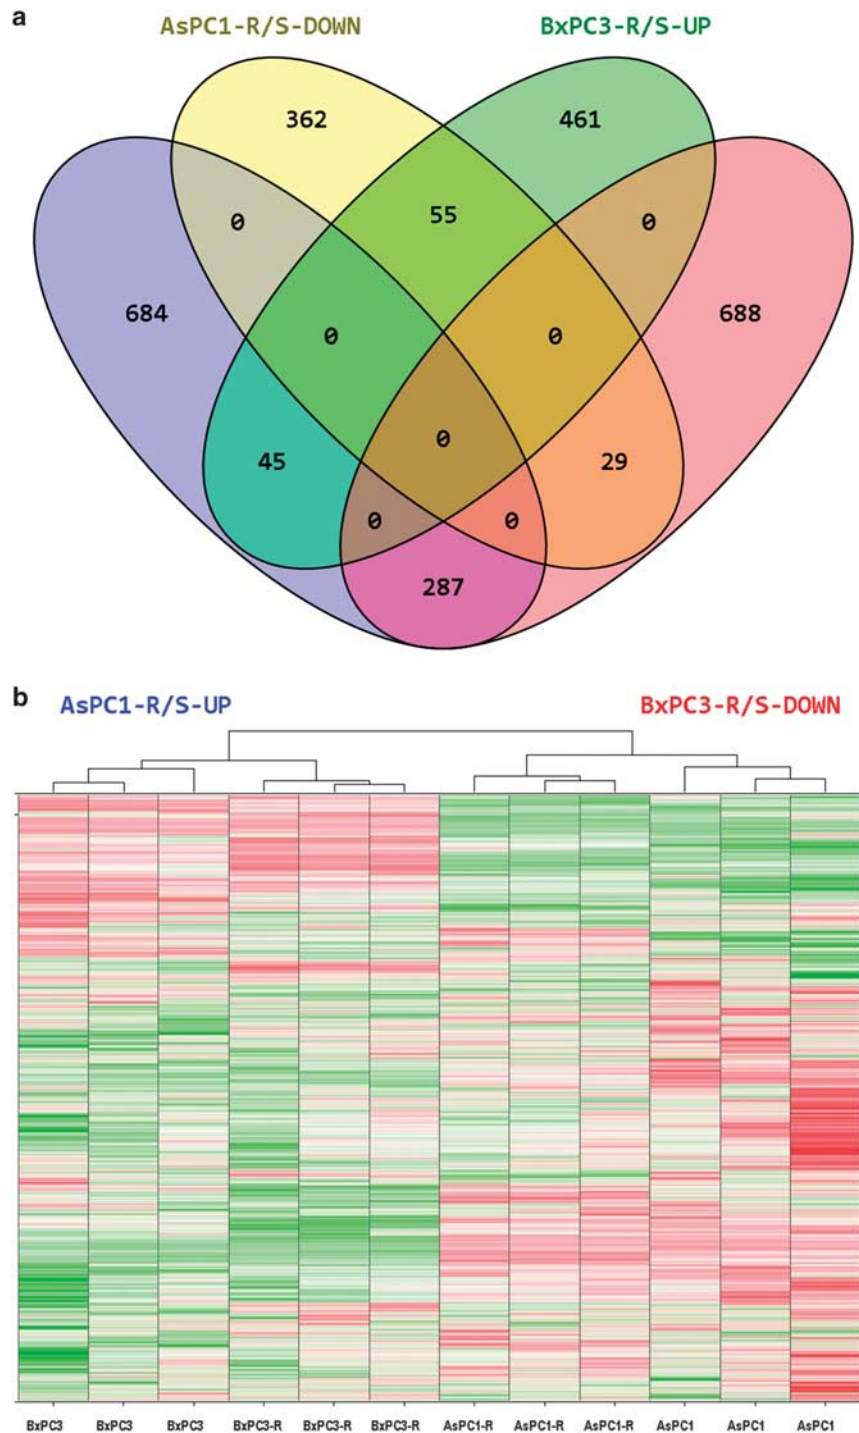 a
AsPC1-R/S-DOWN BxPC3-R/S-UP
362 461
0 55 0
684 0 0 688
45 0 29
0 0
287
b
AsPC1-R/S-UP BxPC3-R/S-DOWN
BxPC3 BxPC3 BxPC3 BxPC3-R BxPC3-R BxPC3-R AsPC1-R AsPC1-R AsPC1-R AsPC1 AsPC1 AsPC1